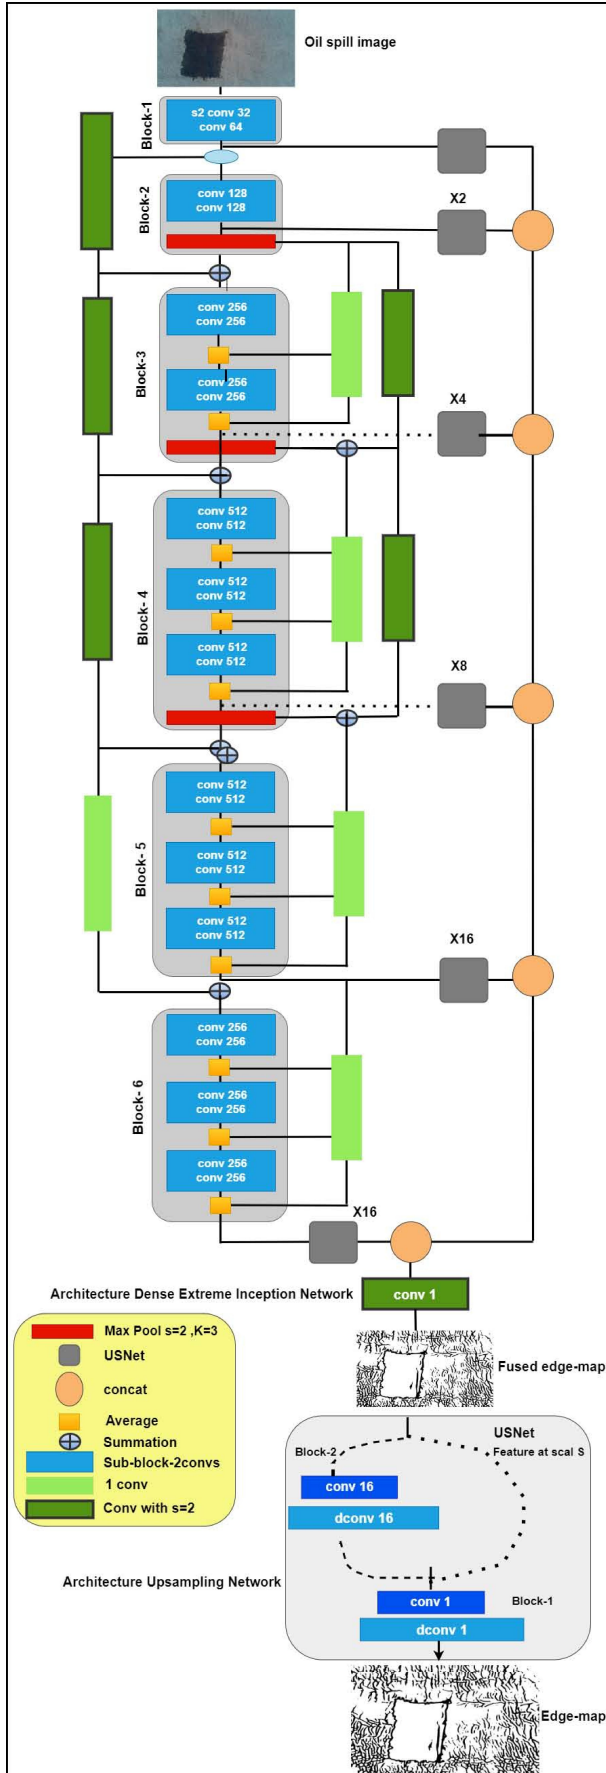 Oil spill image
Block-1
s2 conv 32
conv 64
X2
Block-2
conv 128
conv 128
Block-3
conv 256
conv 256
conv 256
conv 256
X4
Block- 4
conv 512
conv 512
conv 512
conv 512
conv 512
conv 512
X8
Block- 5
conv 512
conv 512
conv 512
conv 512
conv 512
conv 512
X16
Block- 6
conv 256
conv 256
conv 256
conv 256
conv 256
conv 256
X16
Architecture Dense Extreme Inception Network
conv 1
Max Pool s=2 ,K=3
USNet
concat
Average
Summation
Sub-block-2convs
1 conv
Conv with s=2
Fused edge-map
USNet
Block-2
Feature at scal S
conv 16
dconv 16
Architecture Upsampling Network
conv 1
Block-1
dconv 1
Edge-map